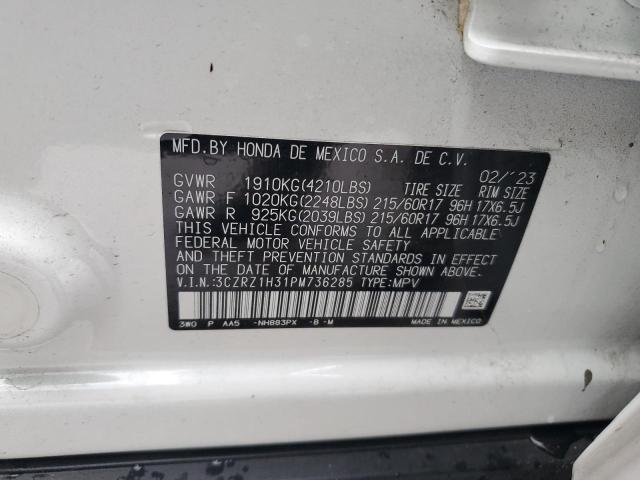 MFD.BY HONDA DE MEXICO S.A. DE C.V.
02/'23
GVWR 1910KG(4210LBS) TIRE SIZE RIM SIZE
GAWR F 1020KG(2248LBS) 215/60R17 96H 17X6.5J
GAWR R 925KG(2039LBS) 215/60R17 96H 17X6.5J
THIS VEHICLE CONFORMS TO ALL APPLICABLE
FEDERAL MOTOR VEHICLE SAFETY
AND THEFT PREVENTION STANDARDS IN EFFECT
ON THE DATE OF MANUFACTURE SHOWN ABOVE.
V.I.N.:3CZRZ1H31PM736285 TYPE:MPV
3W0 P AA5 -NH883PX -B -M MADE IN MEXICO